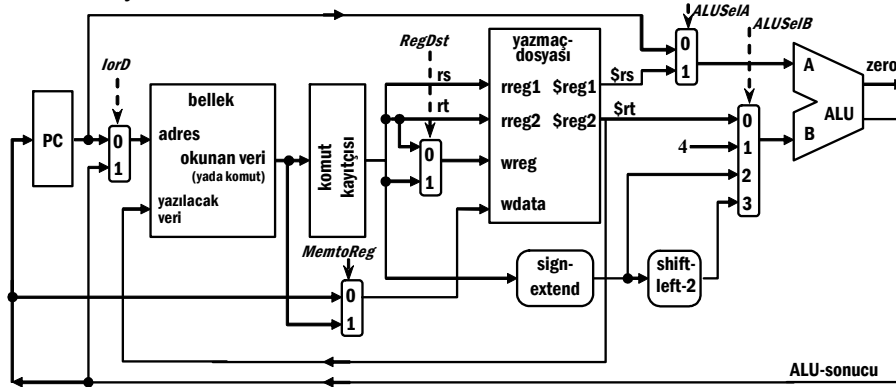 ALUSelA
ALUSelB
RegDst
IorD
yazmaç-
dosyası
zero
bellek
rs
rreg1 $reg1
$rs
0
1
A
ALU
B
PC
0
1
adres
okunan veri
(yada komut)
yazılacak
veri
komut
kayıtçısı
rt
rreg2 $reg2
$rt
0
1
wreg
wdata
4
0
1
2
3
MemtoReg
0
1
sign-
extend
shift-
left-2
ALU-sonucu